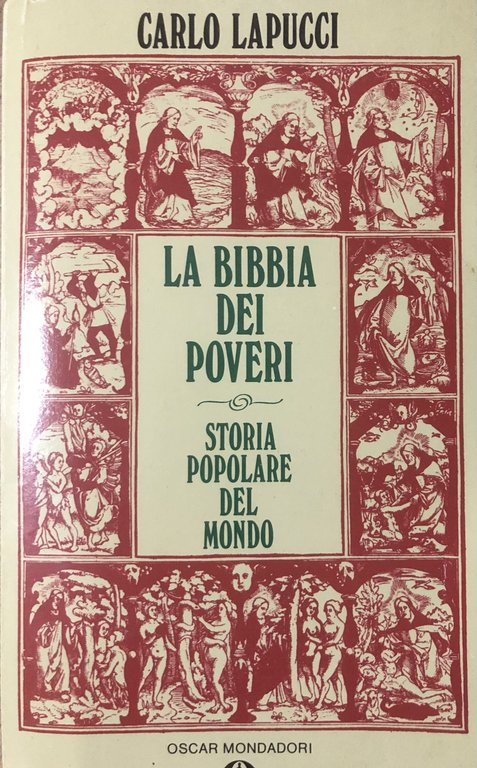 CARLO LAPUCCI
LA BIBBIA
DEI
POVERI
STORIA
POPOLARE
DEL
MONDO
OSCAR MONDADORI